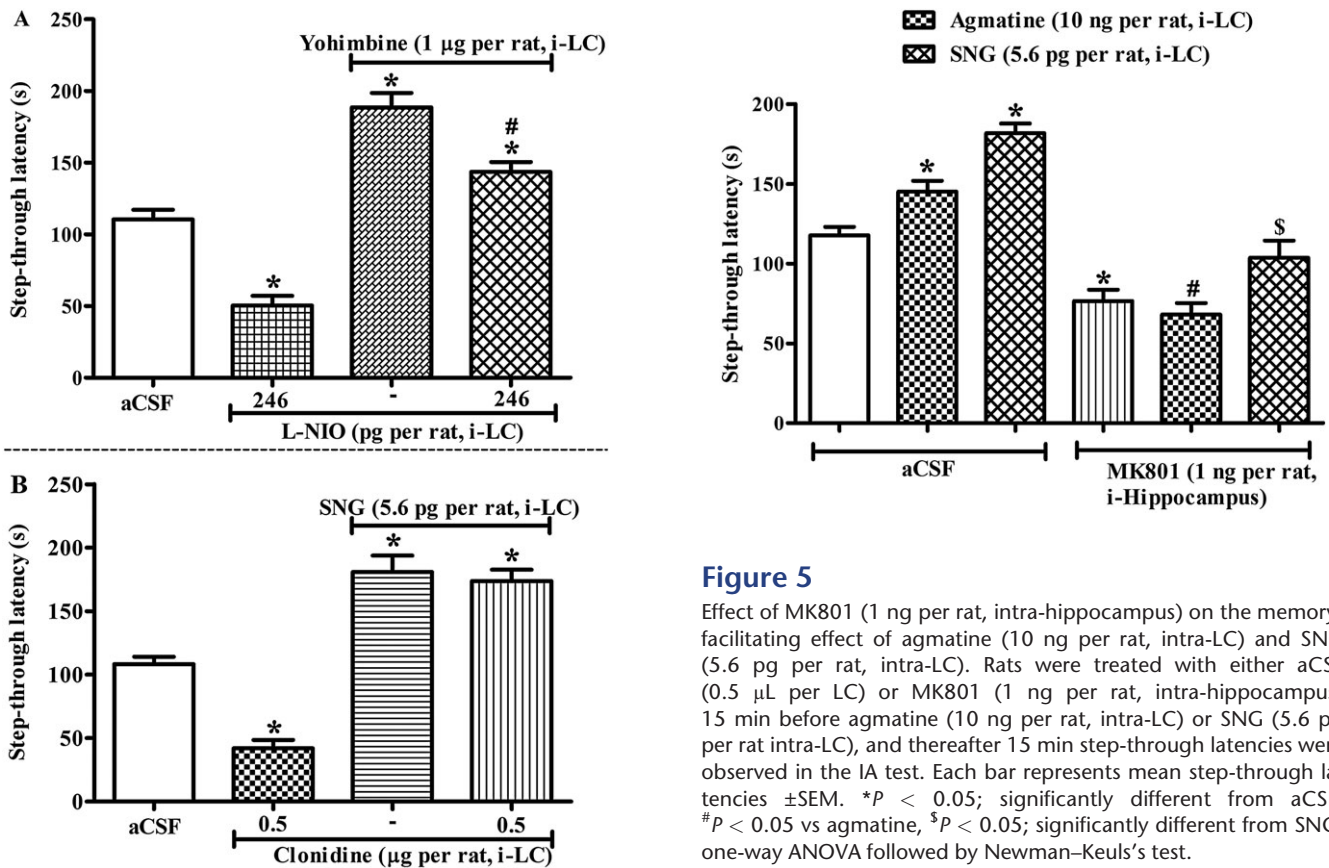 A
Yohimbine (1 µg per rat, i-LC)
Step-through latency (s)
250
200
150
100
50
0
*
*
#
*
aCSF
246
-
246
L-NIO (pg per rat, i-LC)
B
SNG (5.6 pg per rat, i-LC)
Step-through latency (s)
250
200
150
100
50
0
*
*
*
aCSF
0.5
-
0.5
Clonidine (µg per rat, i-LC)
Agmatine (10 ng per rat, i-LC)
SNG (5.6 pg per rat, i-LC)
Step-through latency (s)
200
150
100
50
0
*
*
*
#
$
aCSF
MK801 (1 ng per rat,
i-Hippocampus)
Figure 5
Effect of MK801 (1 ng per rat, intra-hippocampus) on the memory
facilitating effect of agmatine (10 ng per rat, intra-LC) and SN
(5.6 pg per rat, intra-LC). Rats were treated with either aCS
(0.5 µL per LC) or MK801 (1 ng per rat, intra-hippocampus
15 min before agmatine (10 ng per rat, intra-LC) or SNG (5.6 p
per rat intra-LC), and thereafter 15 min step-through latencies wer
observed in the IA test. Each bar represents mean step-through la
tencies ±SEM. *P < 0.05; significantly different from aCS
#P < 0.05 vs agmatine, $P < 0.05; significantly different from SNG
one-way ANOVA followed by Newman–Keuls's test.